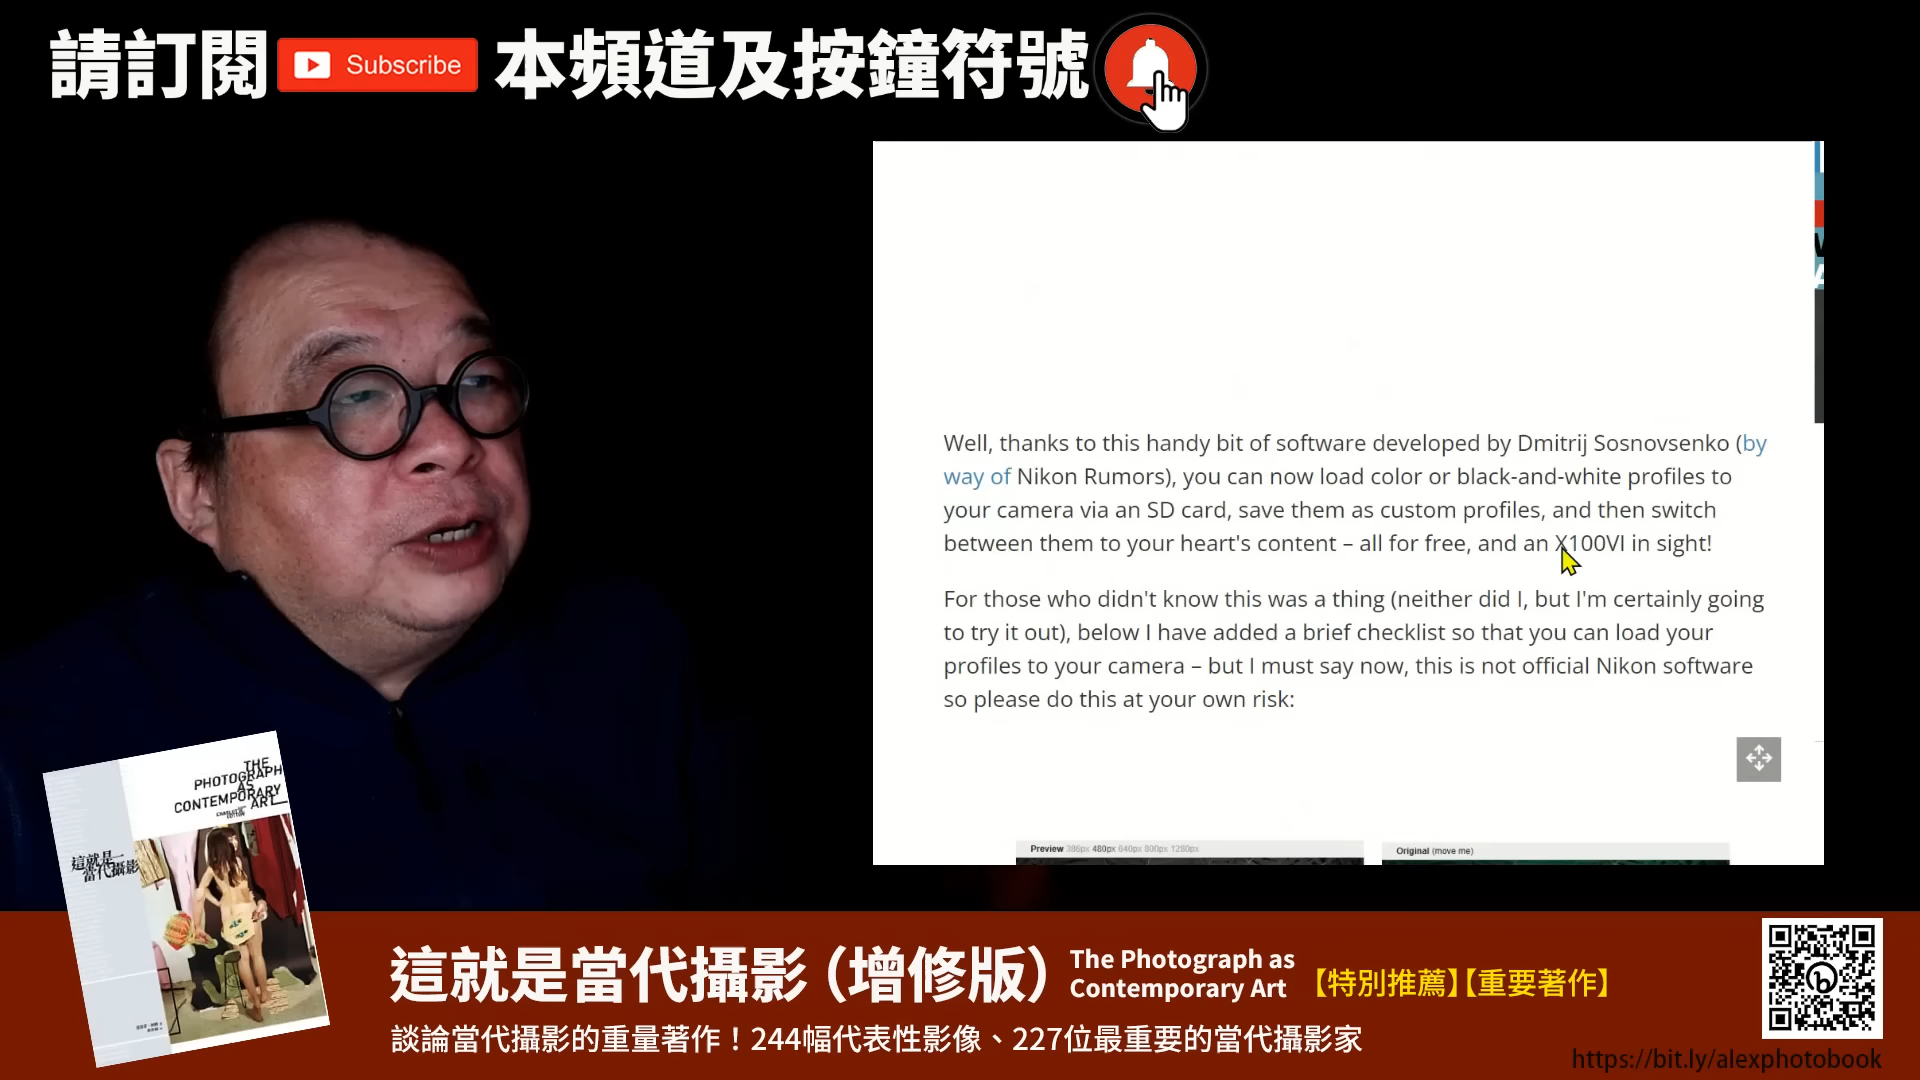 請訂閱 Subscribe 本頻道及按鐘符號
Well, thanks to this handy bit of software developed by Dmitrij Sosnovsenko (by
way of Nikon Rumors), you can now load color or black-and-white profiles to
your camera via an SD card, save them as custom profiles, and then switch
between them to your heart's content – all for free, and an X100VI in sight!
For those who didn't know this was a thing (neither did I, but I'm certainly going
to try it out), below I have added a brief checklist so that you can load your
profiles to your camera – but I must say now, this is not official Nikon software
so please do this at your own risk:
Preview 386px 480px 640px 800px 1280px
Original (move me)
THE
PHOTOGRAPH
AS
CONTEMPORARY
ART
這就是
當代攝影
這就是當代攝影（增修版）
The Photograph as
Contemporary Art
【特別推薦】【重要著作】
談論當代攝影的重量著作！244幅代表性影像、227位最重要的當代攝影家
https://bit.ly/alexphotobook